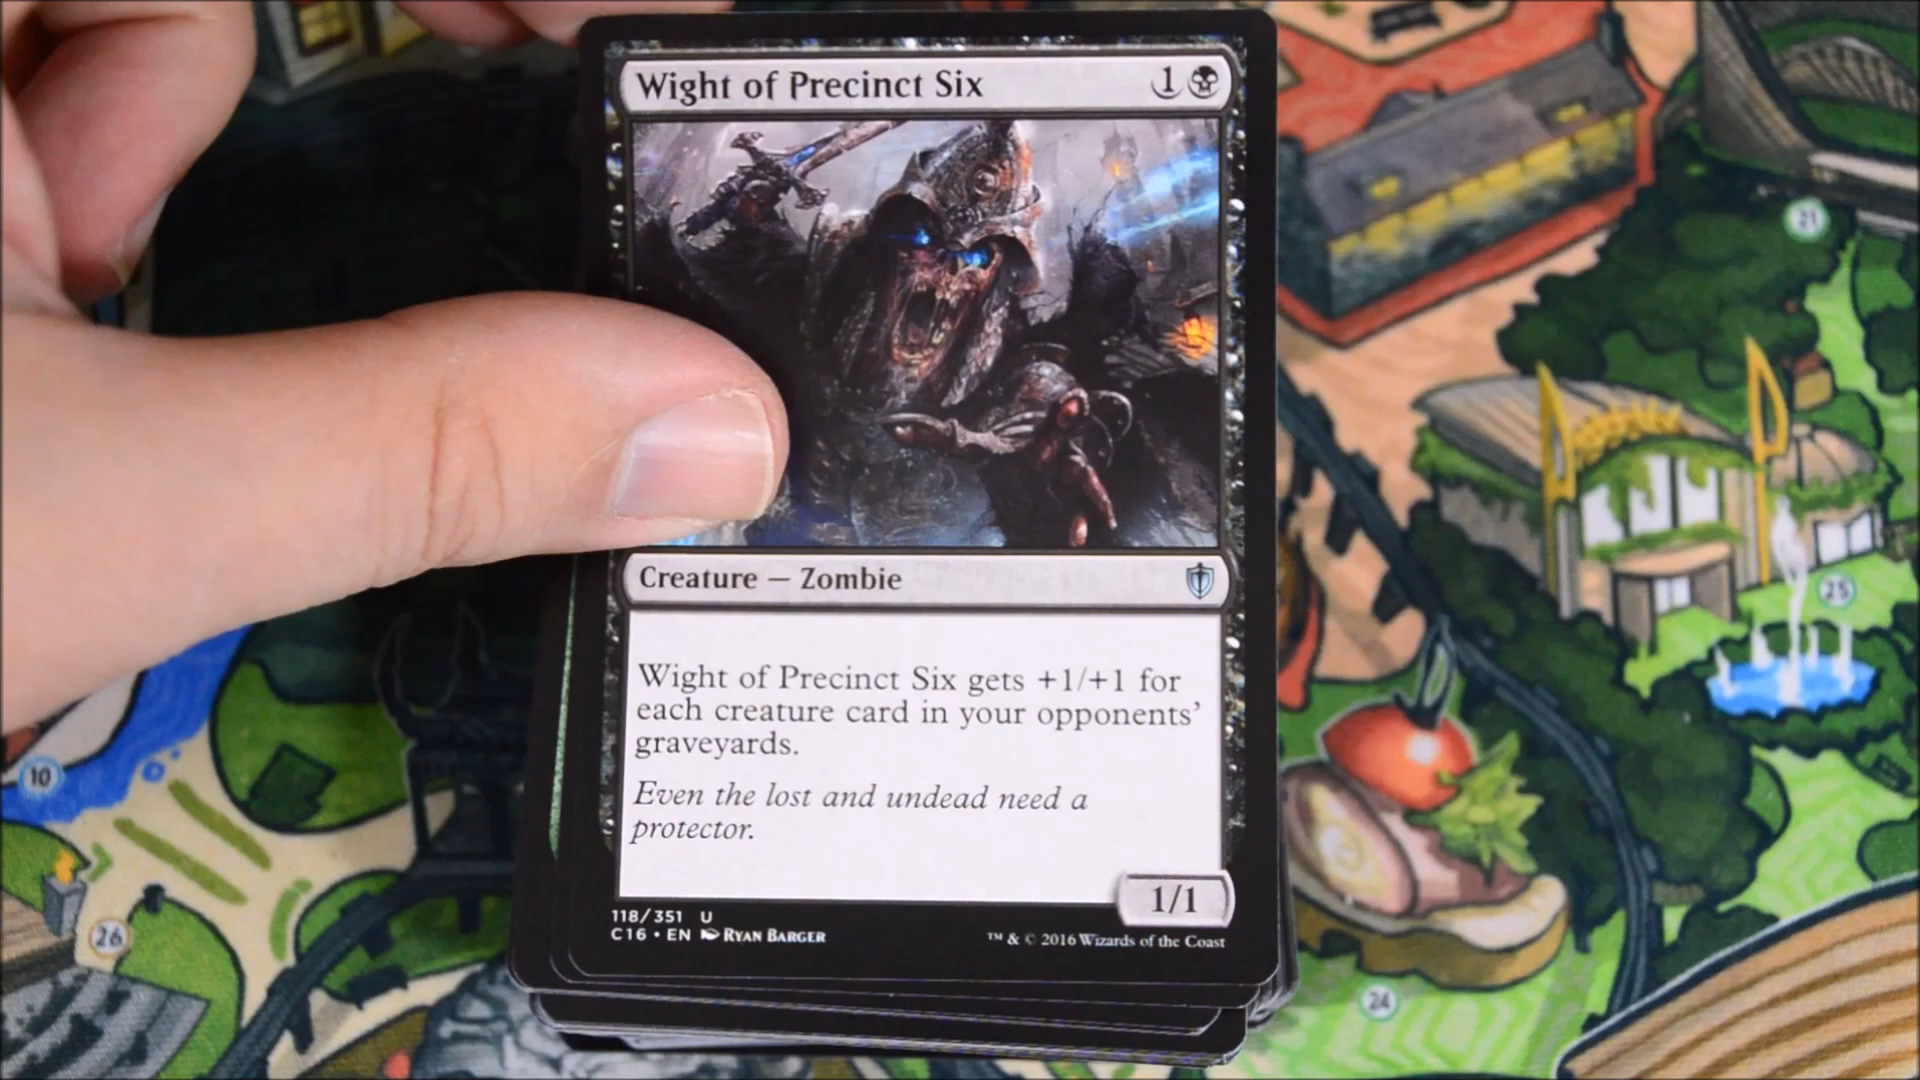 Wight of Precinct Six 1
Creature — Zombie
Wight of Precinct Six gets +1/+1 for
each creature card in your opponents’
graveyards.
Even the lost and undead need a
protector.
1/1
118/351 U
C16 • EN Ryan Barger
™ & © 2016 Wizards of the Coast
21
25
10
26
24